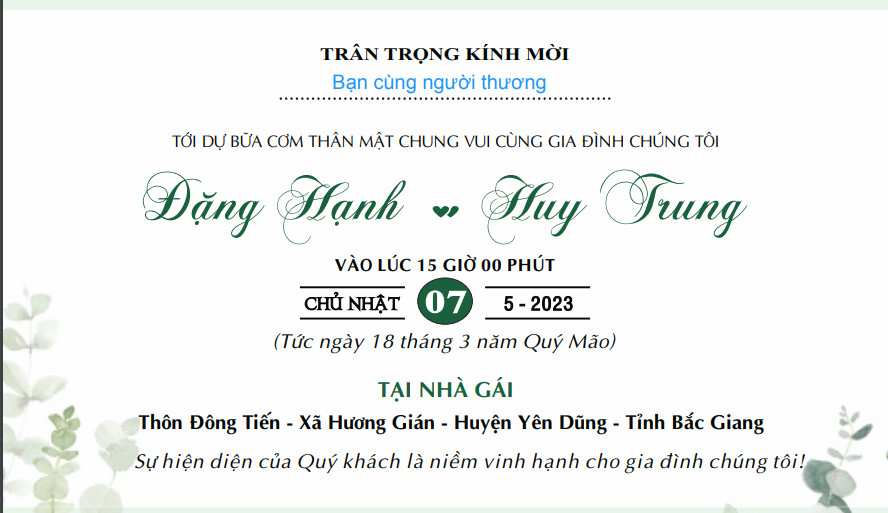 TRÂN TRỌNG KÍNH MỜI
Bạn cùng người thương
TỚI DỰ BỮA CƠM THÂN MẬT CHUNG VUI CÙNG GIA ĐÌNH CHÚNG TÔI
Đặng Hạnh Huy Trung
VÀO LÚC 15 GIỜ 00 PHÚT
CHỦ NHẬT 07 5 - 2023
(Tức ngày 18 tháng 3 năm Quý Mão)
TẠI NHÀ GÁI
Thôn Đông Tiến - Xã Hương Gián - Huyện Yên Dũng - Tỉnh Bắc Giang
Sự hiện diện của Quý khách là niềm vinh hạnh cho gia đình chúng tôi!